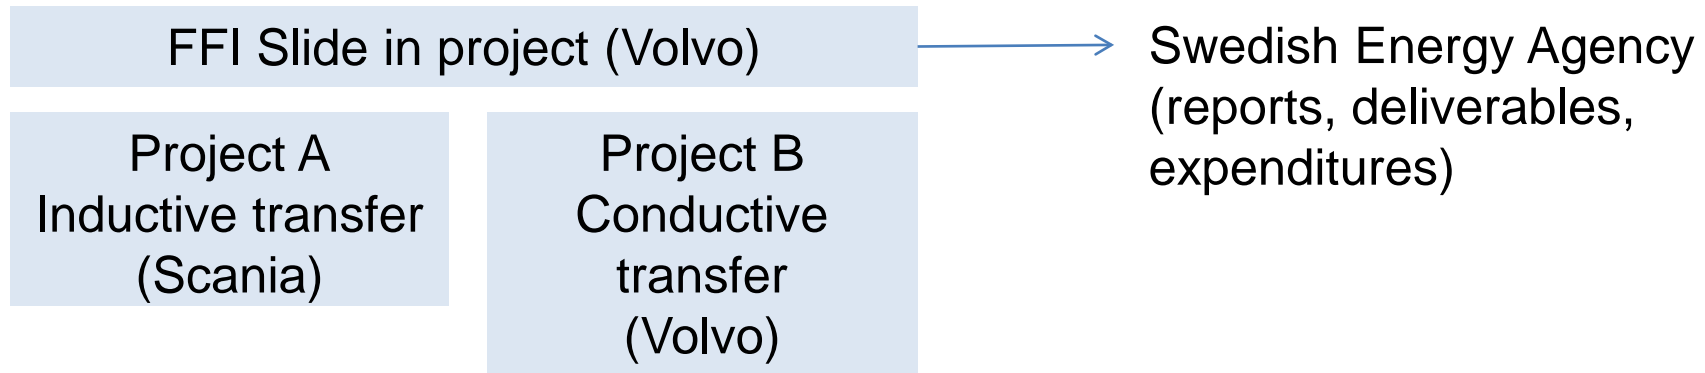 FFI Slide in project (Volvo)
Swedish Energy Agency
(reports, deliverables,
expenditures)
Project A
Inductive transfer
(Scania)
Project B
Conductive
transfer
(Volvo)